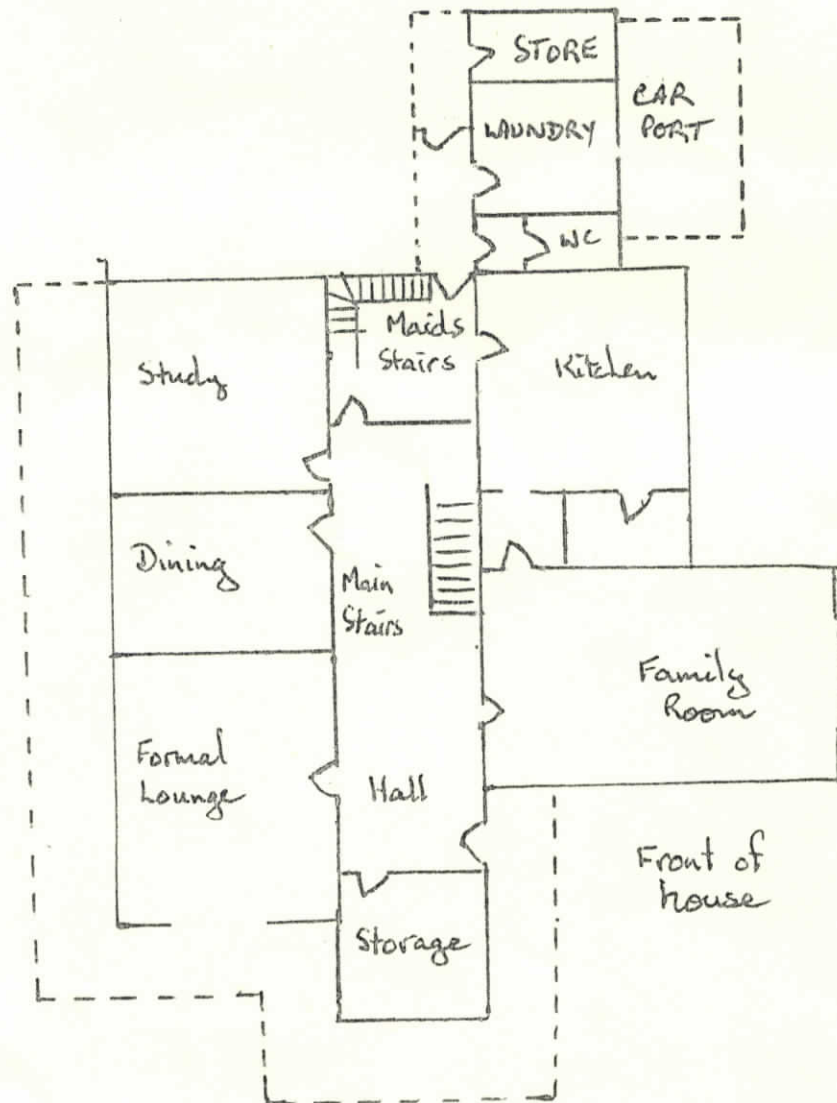 STORE
CAR
PORT
LAUNDRY
WC
Maids
Stairs
Study
Kitchen
Dining
Main
Stairs
Family
Room
Formal
Lounge
Hall
Front of
house
Storage